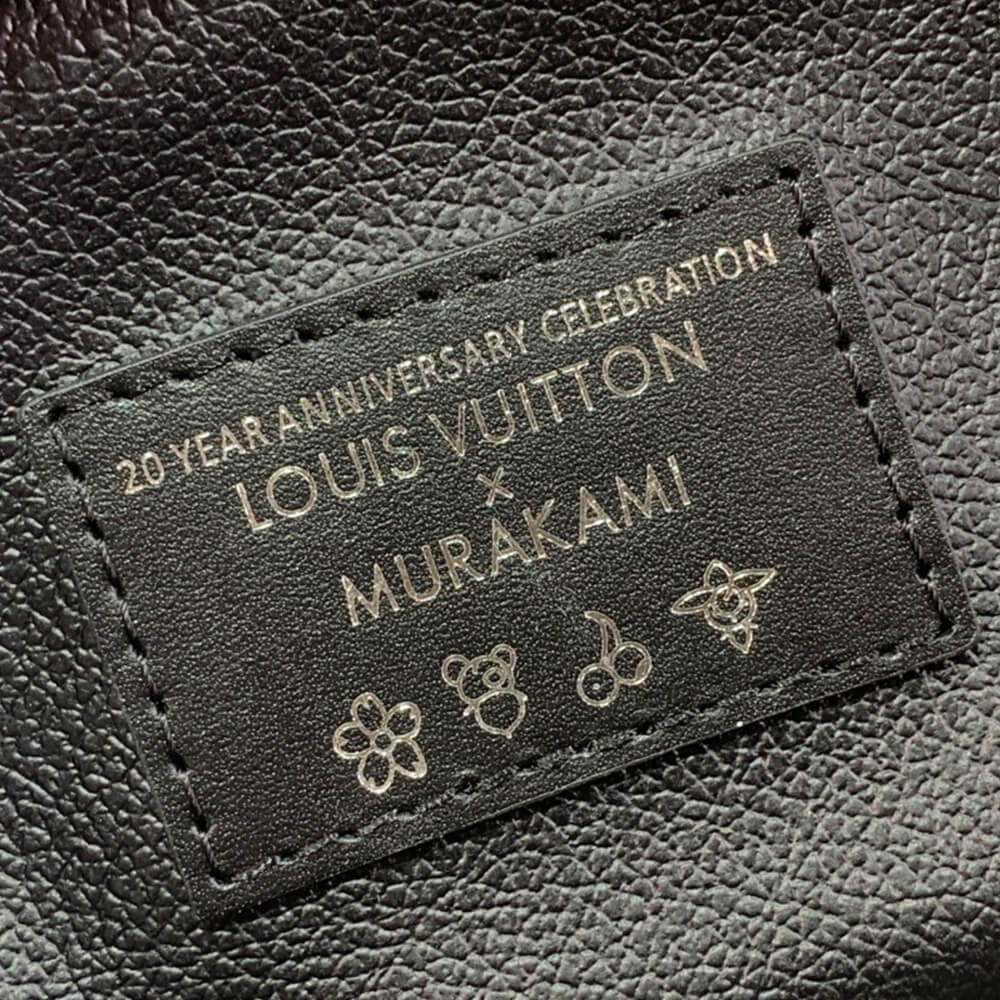 20 YEAR ANNIVERSARY CELEBRATION
LOUIS VUITTON
×
MURAKAMI